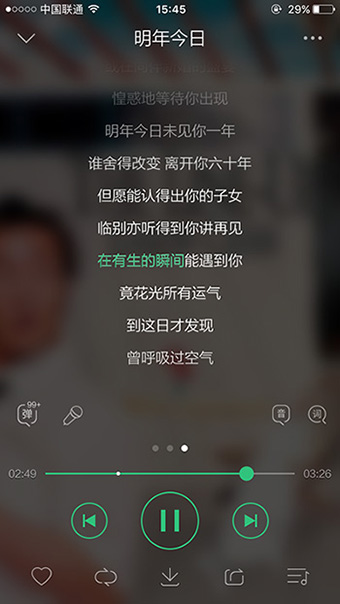 中国联通 15:45 29%
明年今日
惶惑地等待你出现
明年今日未见你一年
谁舍得改变 离开你六十年
但愿能认得出你的子女
临别亦听得到你讲再见
在有生的瞬间能遇到你
竟花光所有运气
到这日才发现
曾呼吸过空气
弹 99+ 音 词
02:49 03:26